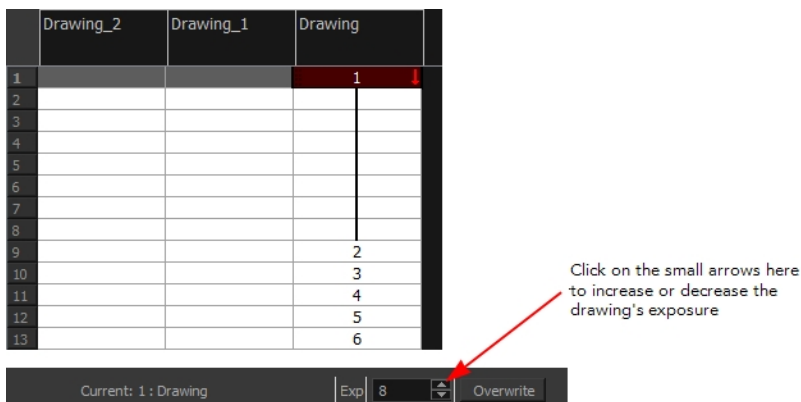 Drawing_2 Drawing_1 Drawing
1 1
2
3
4
5
6
7
8
9 2
10 3
11 4
12 5
13 6
Click on the small arrows here
to increase or decrease the
drawing's exposure
Current: 1 : Drawing Exp 8 Overwrite